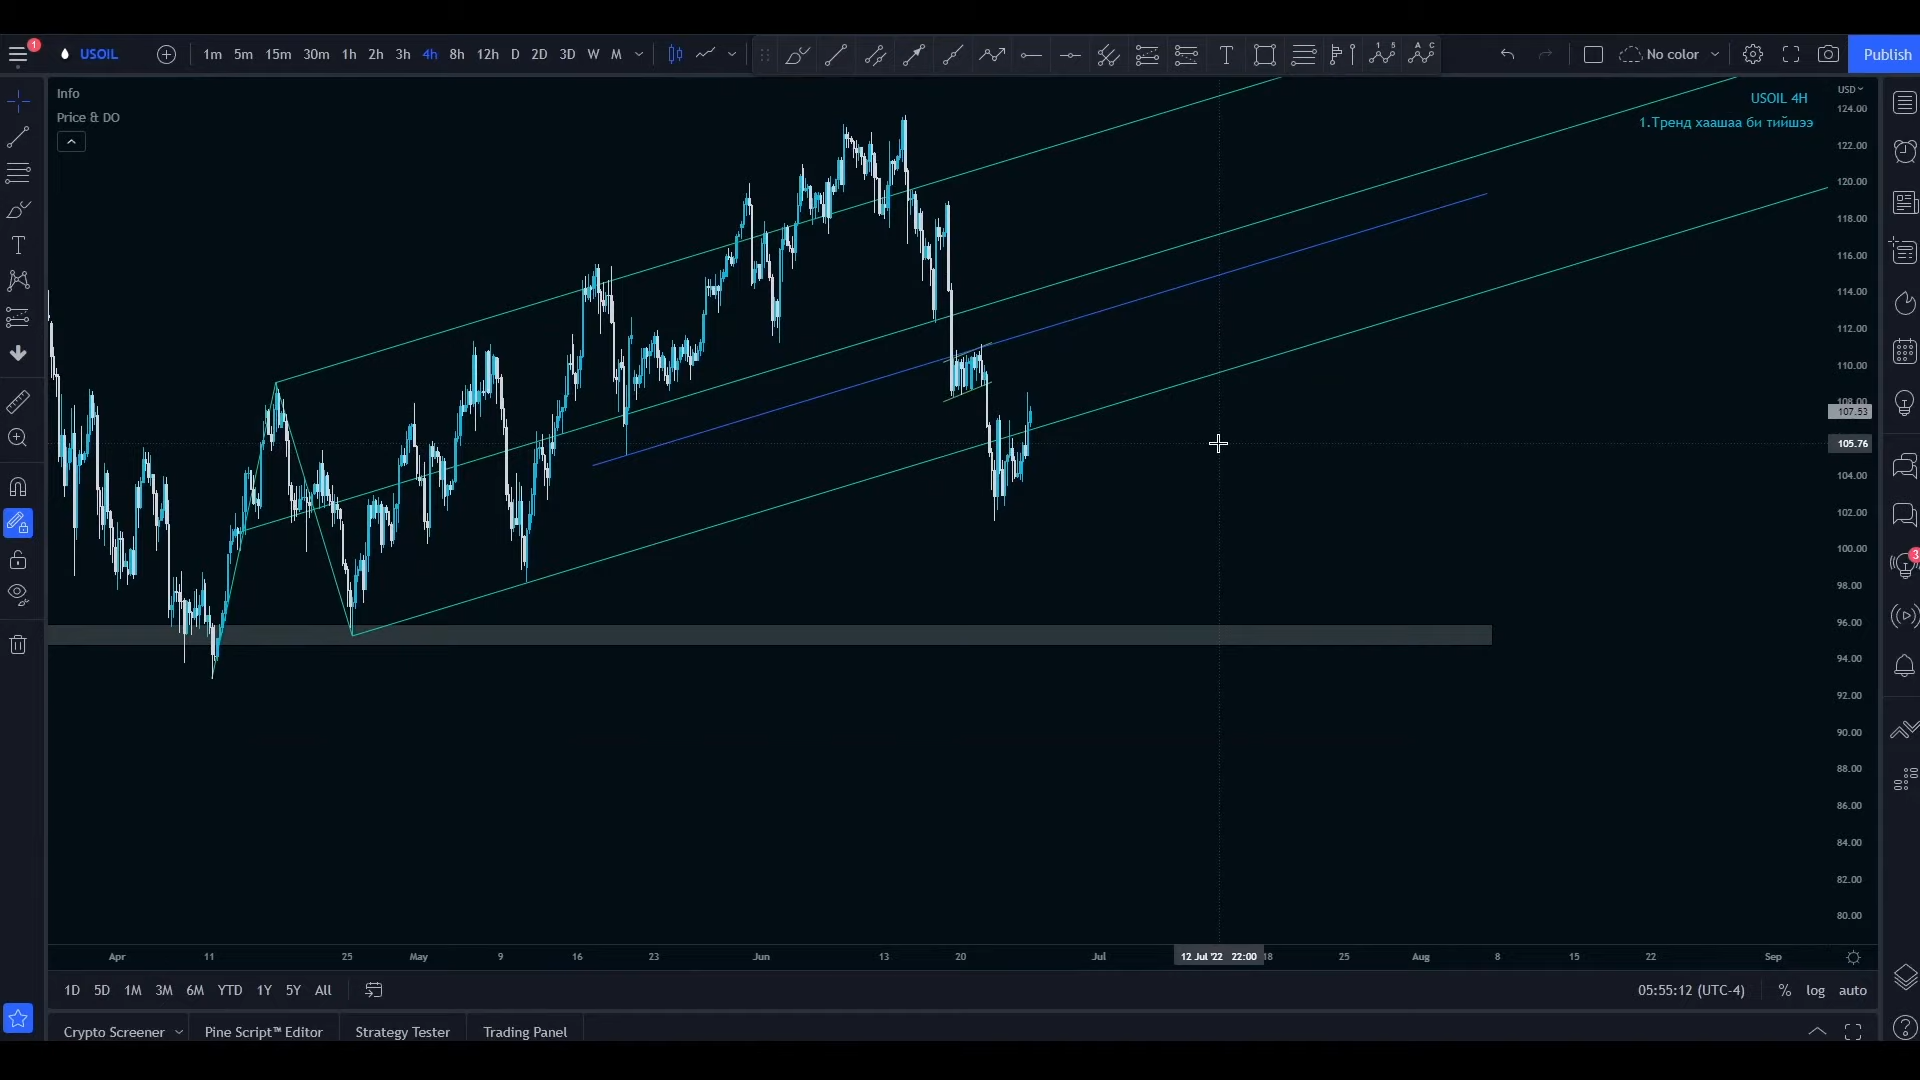 1
USOIL
1m 5m 15m 30m 1h 2h 3h 4h 8h 12h D 2D 3D W M
No color
Publish
Info
Price & DO
USOIL 4H
1.Тренд хаашаа би тийшээ
USD
124.00
122.00
120.00
118.00
116.00
114.00
112.00
110.00
108.00
107.53
105.76
104.00
102.00
100.00
98.00
96.00
94.00
92.00
90.00
88.00
86.00
84.00
82.00
80.00
3
Apr 11 25 May 9 16 23 Jun 13 20 Jul 12 Jul '22 22:00 18 25 Aug 8 15 22 Sep
1D 5D 1M 3M 6M YTD 1Y 5Y All
05:55:12 (UTC-4) % log auto
Crypto Screener Pine Script™ Editor Strategy Tester Trading Panel